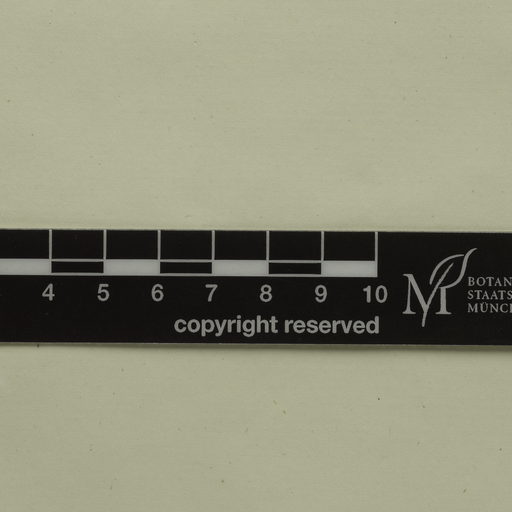 4 5 6 7 8 9 10
copyright reserved
M
BOTAN
STAATS
MÜNC